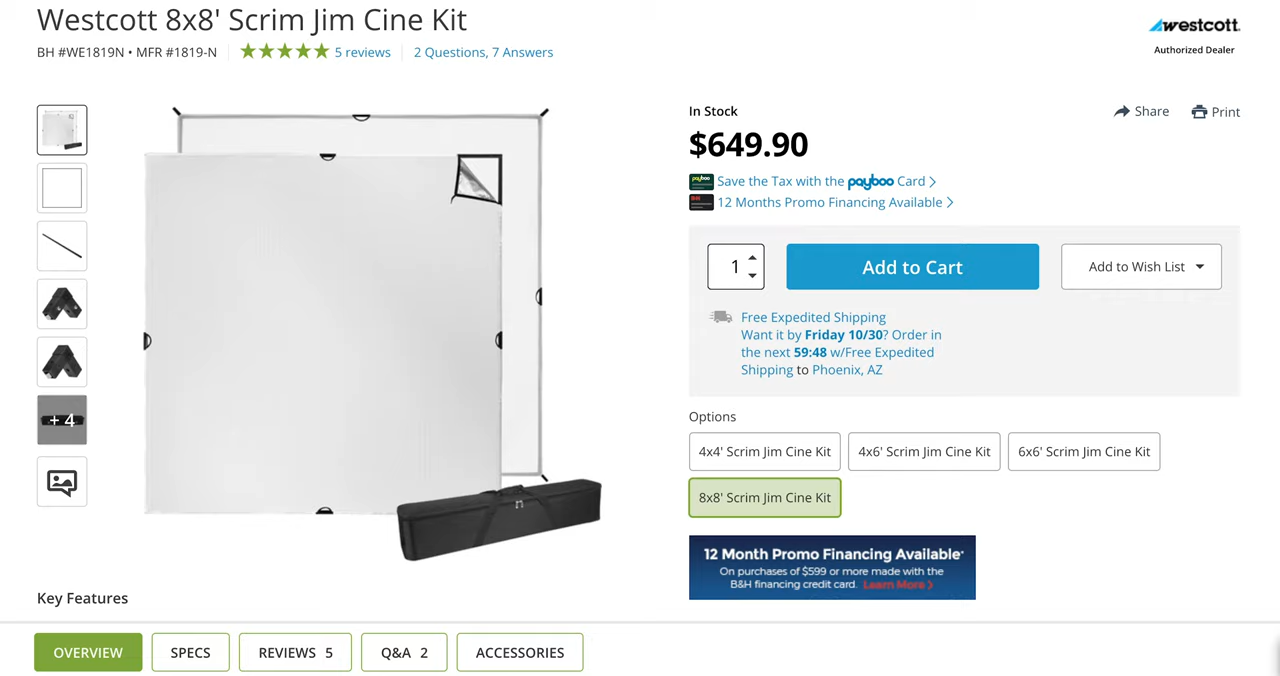 Westcott 8x8' Scrim Jim Cine Kit
BH #WE1819N • MFR #1819-N
5 reviews
2 Questions, 7 Answers
westcott.
Authorized Dealer
In Stock
Share
Print
$649.90
payboo
Save the Tax with the payboo Card
BH
12 Months Promo Financing Available
1
Add to Cart
Add to Wish List
Free Expedited Shipping
Want it by Friday 10/30? Order in
the next 59:48 w/Free Expedited
Shipping to Phoenix, AZ
+ 4
Options
4x4' Scrim Jim Cine Kit
4x6' Scrim Jim Cine Kit
6x6' Scrim Jim Cine Kit
8x8' Scrim Jim Cine Kit
12 Month Promo Financing Available*
On purchases of $599 or more made with the
B&H financing credit card. Learn More >
Key Features
OVERVIEW
SPECS
REVIEWS 5
Q&A 2
ACCESSORIES